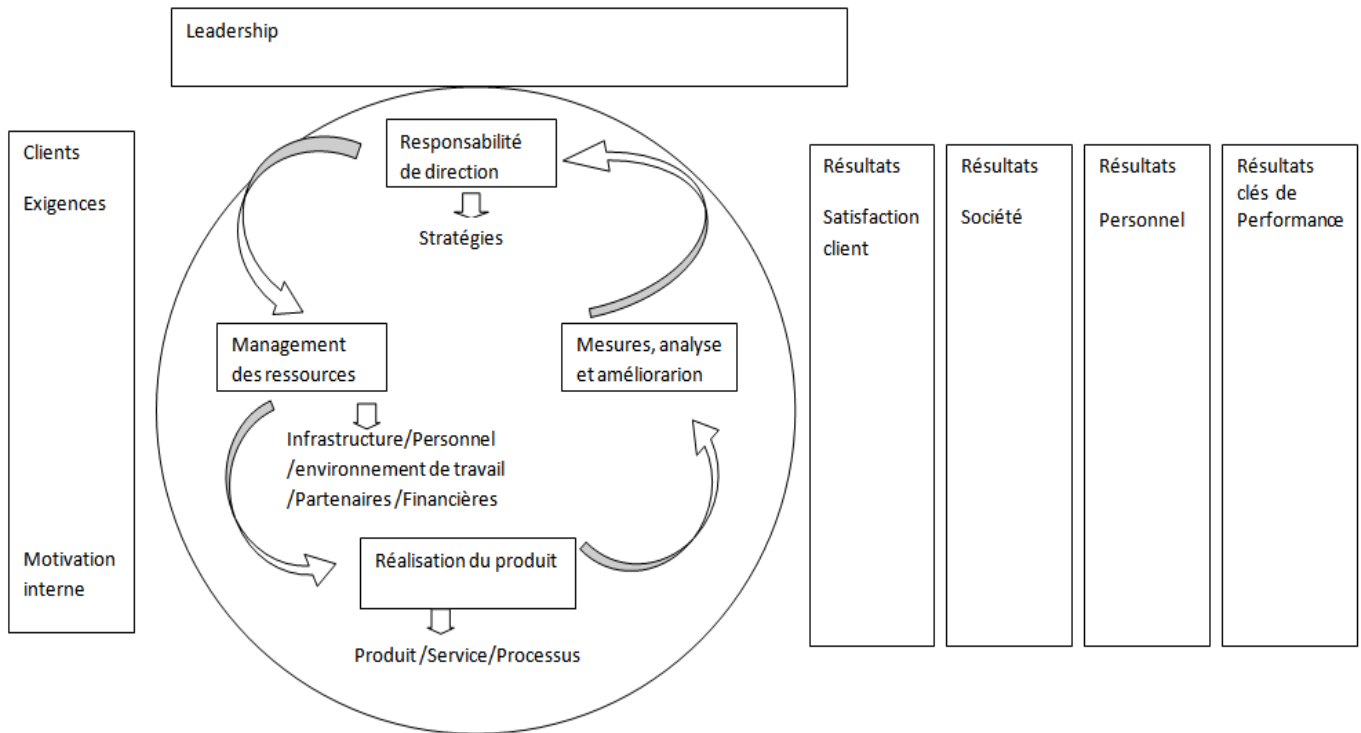 Leadership
Clients
Exigences
Motivation
interne
Responsabilité
de direction
Stratégies
Management
des ressources
Infrastructure/Personnel
/environnement de travail
/Partenaires /Financières
Réalisation du produit
Produit /Service/Processus
Mesures, analyse
et améliorarion
Résultats
Satisfaction
client
Résultats
Société
Résultats
Personnel
Résultats
clés de
Performance